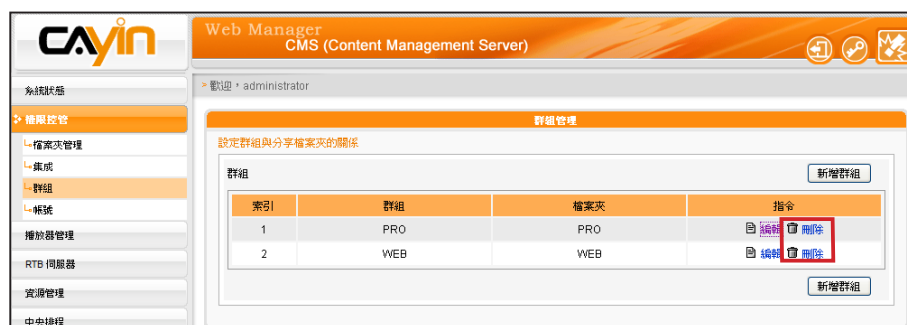 CAYIN
Web Manager
CMS (Content Management Server)
系統狀態
> 歡迎，administrator
權限控管
群組管理
檔案夾管理
設定群組與分享檔案夾的關係
集成
群組
新增群組
群組
索引
群組
檔案夾
指令
帳號
1
PRO
PRO
編輯
刪除
播放器管理
2
WEB
WEB
編輯
刪除
RTB 伺服器
新增群組
資源管理
中央排程